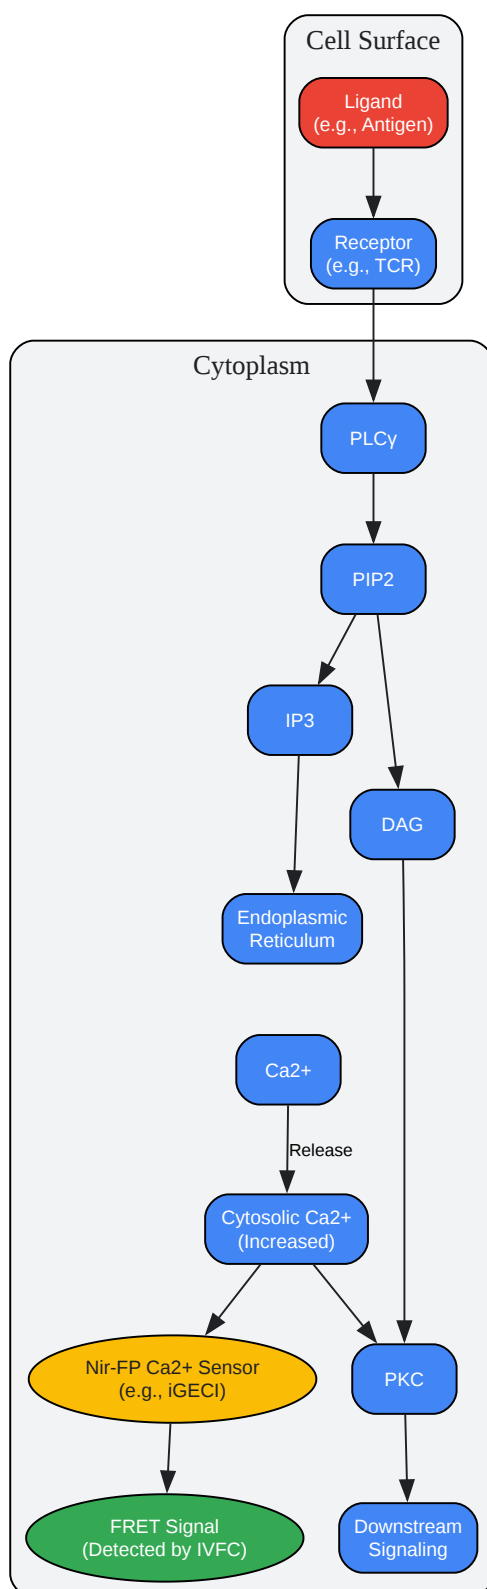 Cell Surface
Ligand
(e.g., Antigen)
Receptor
(e.g., TCR)
Cytoplasm
PLCγ
PIP2
IP3
DAG
Endoplasmic
Reticulum
Ca2+
Release
Cytosolic Ca2+
(Increased)
Nir-FP Ca2+ Sensor
(e.g., iGECI)
PKC
FRET Signal
(Detected by IVFC)
Downstream
Signaling